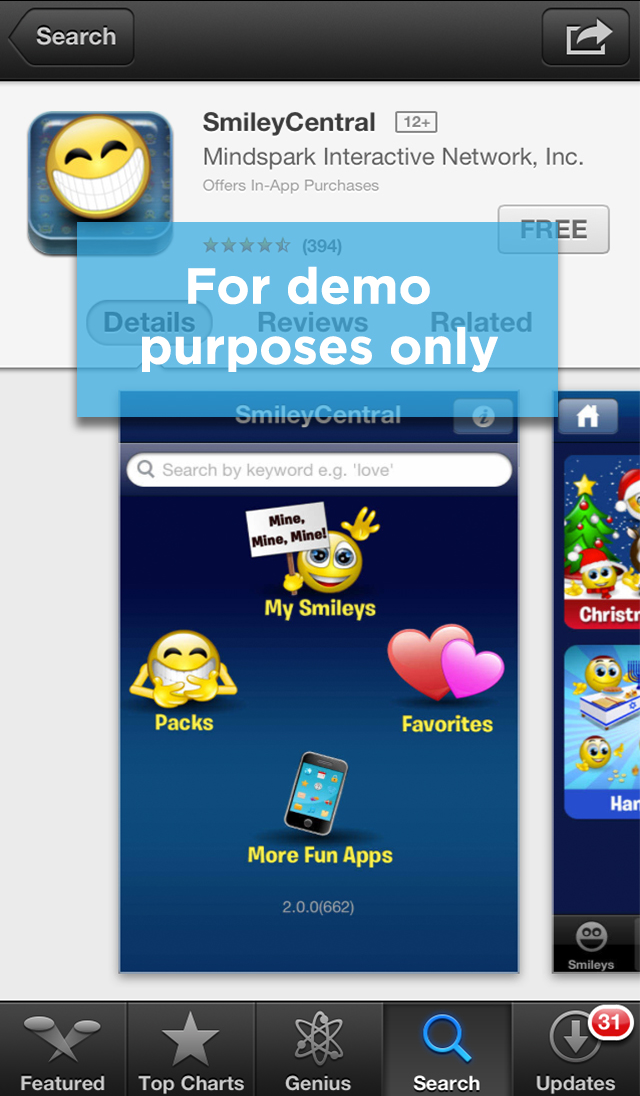 Search
SmileyCentral 12+
Mindspark Interactive Network, Inc.
Offers In-App Purchases
FREE
(394)
For demo
purposes only
Details Reviews Related
SmileyCentral
Search by keyword e.g. 'love'
Mine,
Mine, Mine!
My Smileys
Packs
Favorites
More Fun Apps
2.0.0(662)
Smileys
Featured
Top Charts
Genius
Search
Updates
31